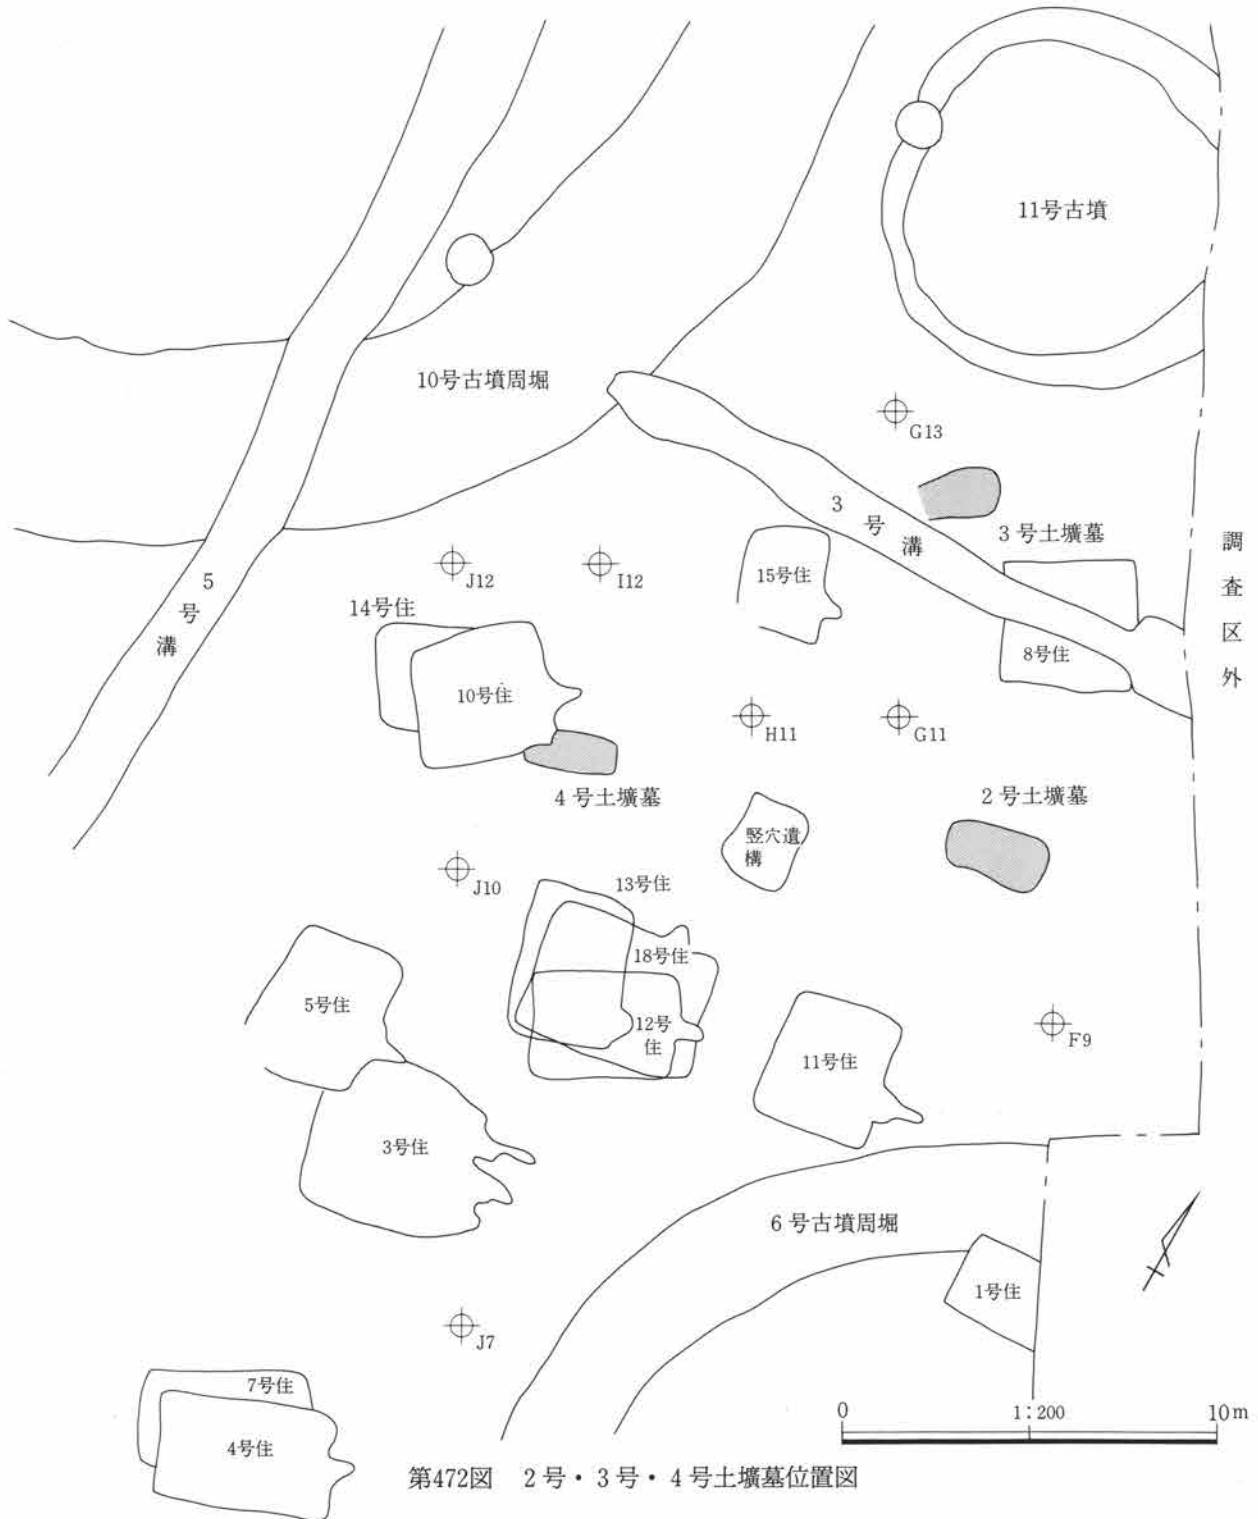 11号古墳
10号古墳周堀
G13
3号溝
3号土壙墓
調査区外
5号溝
J12
I12
15号住
14号住
8号住
10号住
H11
G11
4号土壙墓
2号土壙墓
竪穴遺
構
J10
13号住
18号住
5号住
12号
住
F9
11号住
3号住
6号古墳周堀
1号住
J7
7号住
4号住
0
1:200
10m
第472図 2号・3号・4号土壙墓位置図